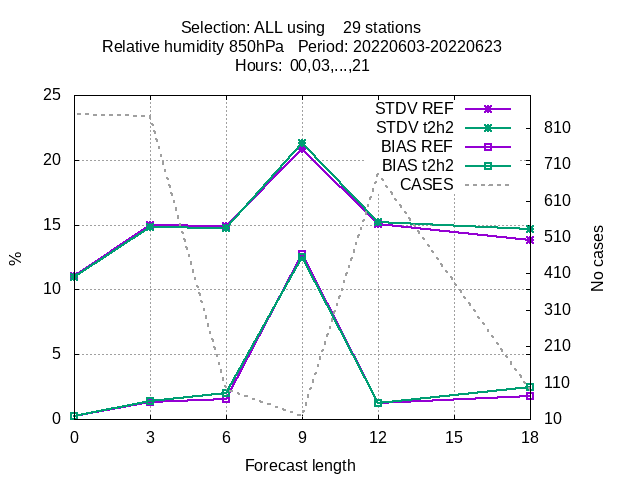 Selection: ALL using    29 stations
Relative humidity 850hPa   Period: 20220603-20220623
Hours: 00,03,...,21
STDV REF
STDV t2h2
BIAS REF
BIAS t2h2
CASES
25
20
15
10
5
0
%
810
710
610
510
410
310
210
110
10
No cases
0 3 6 9 12 15 18
Forecast length